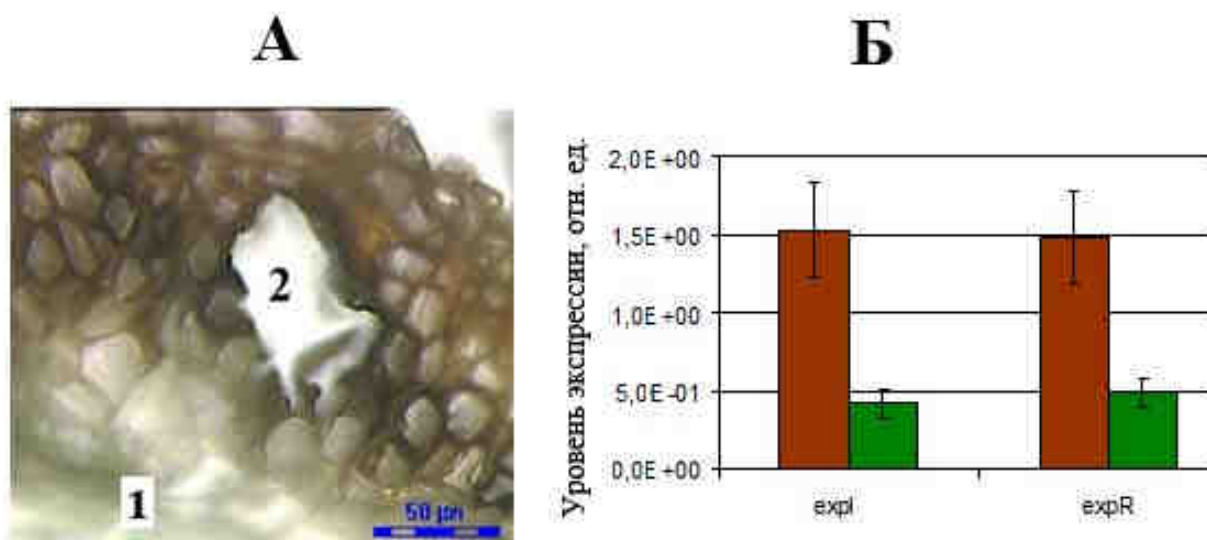 А
Б
2
1
50 µm
Уровень экспрессии, отн. ед.
2,0E +00
1,5E +00
1,0E +00
5,0E -01
0,0E +00
expI
expR